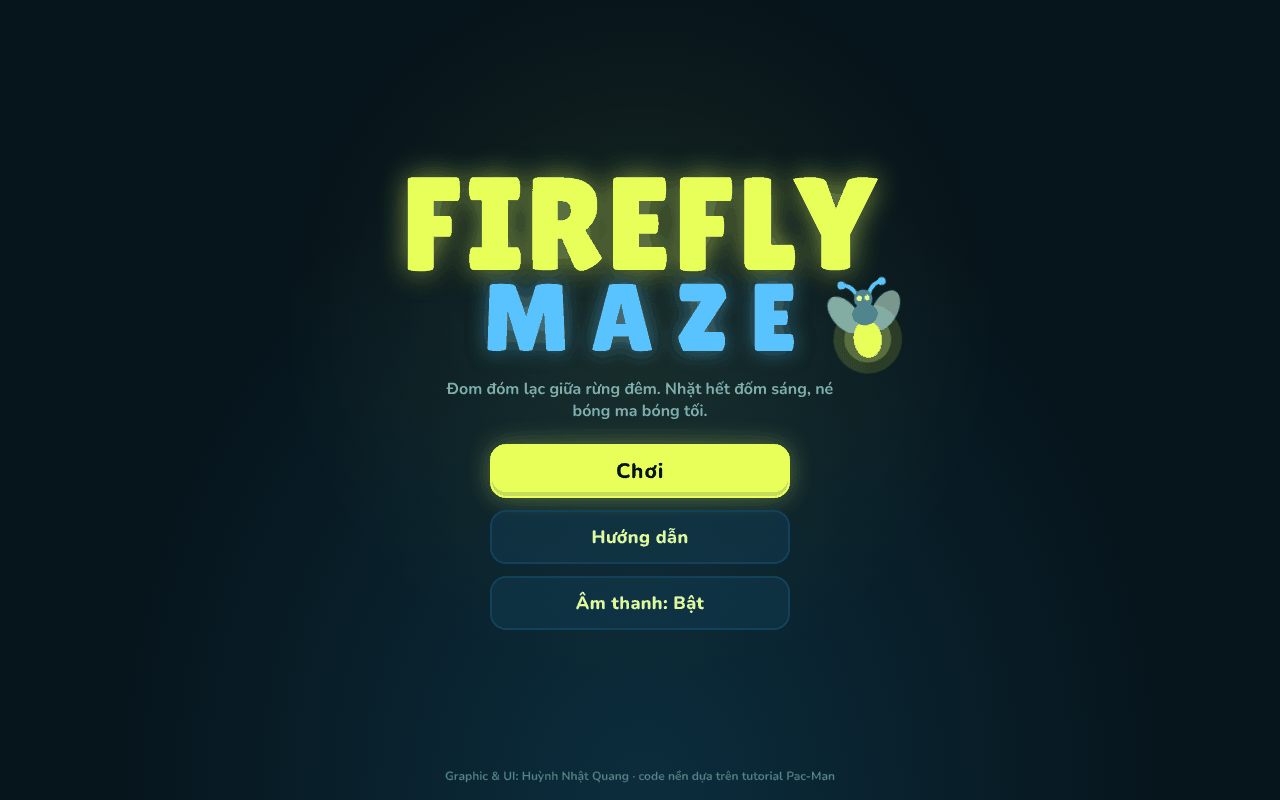 FIREFLY
MAZE
Đom đóm lạc giữa rừng đêm. Nhặt hết đốm sáng, né
bóng ma bóng tối.
Chơi
Hướng dẫn
Âm thanh: Bật
Graphic & UI: Huỳnh Nhật Quang · code nền dựa trên tutorial Pac-Man